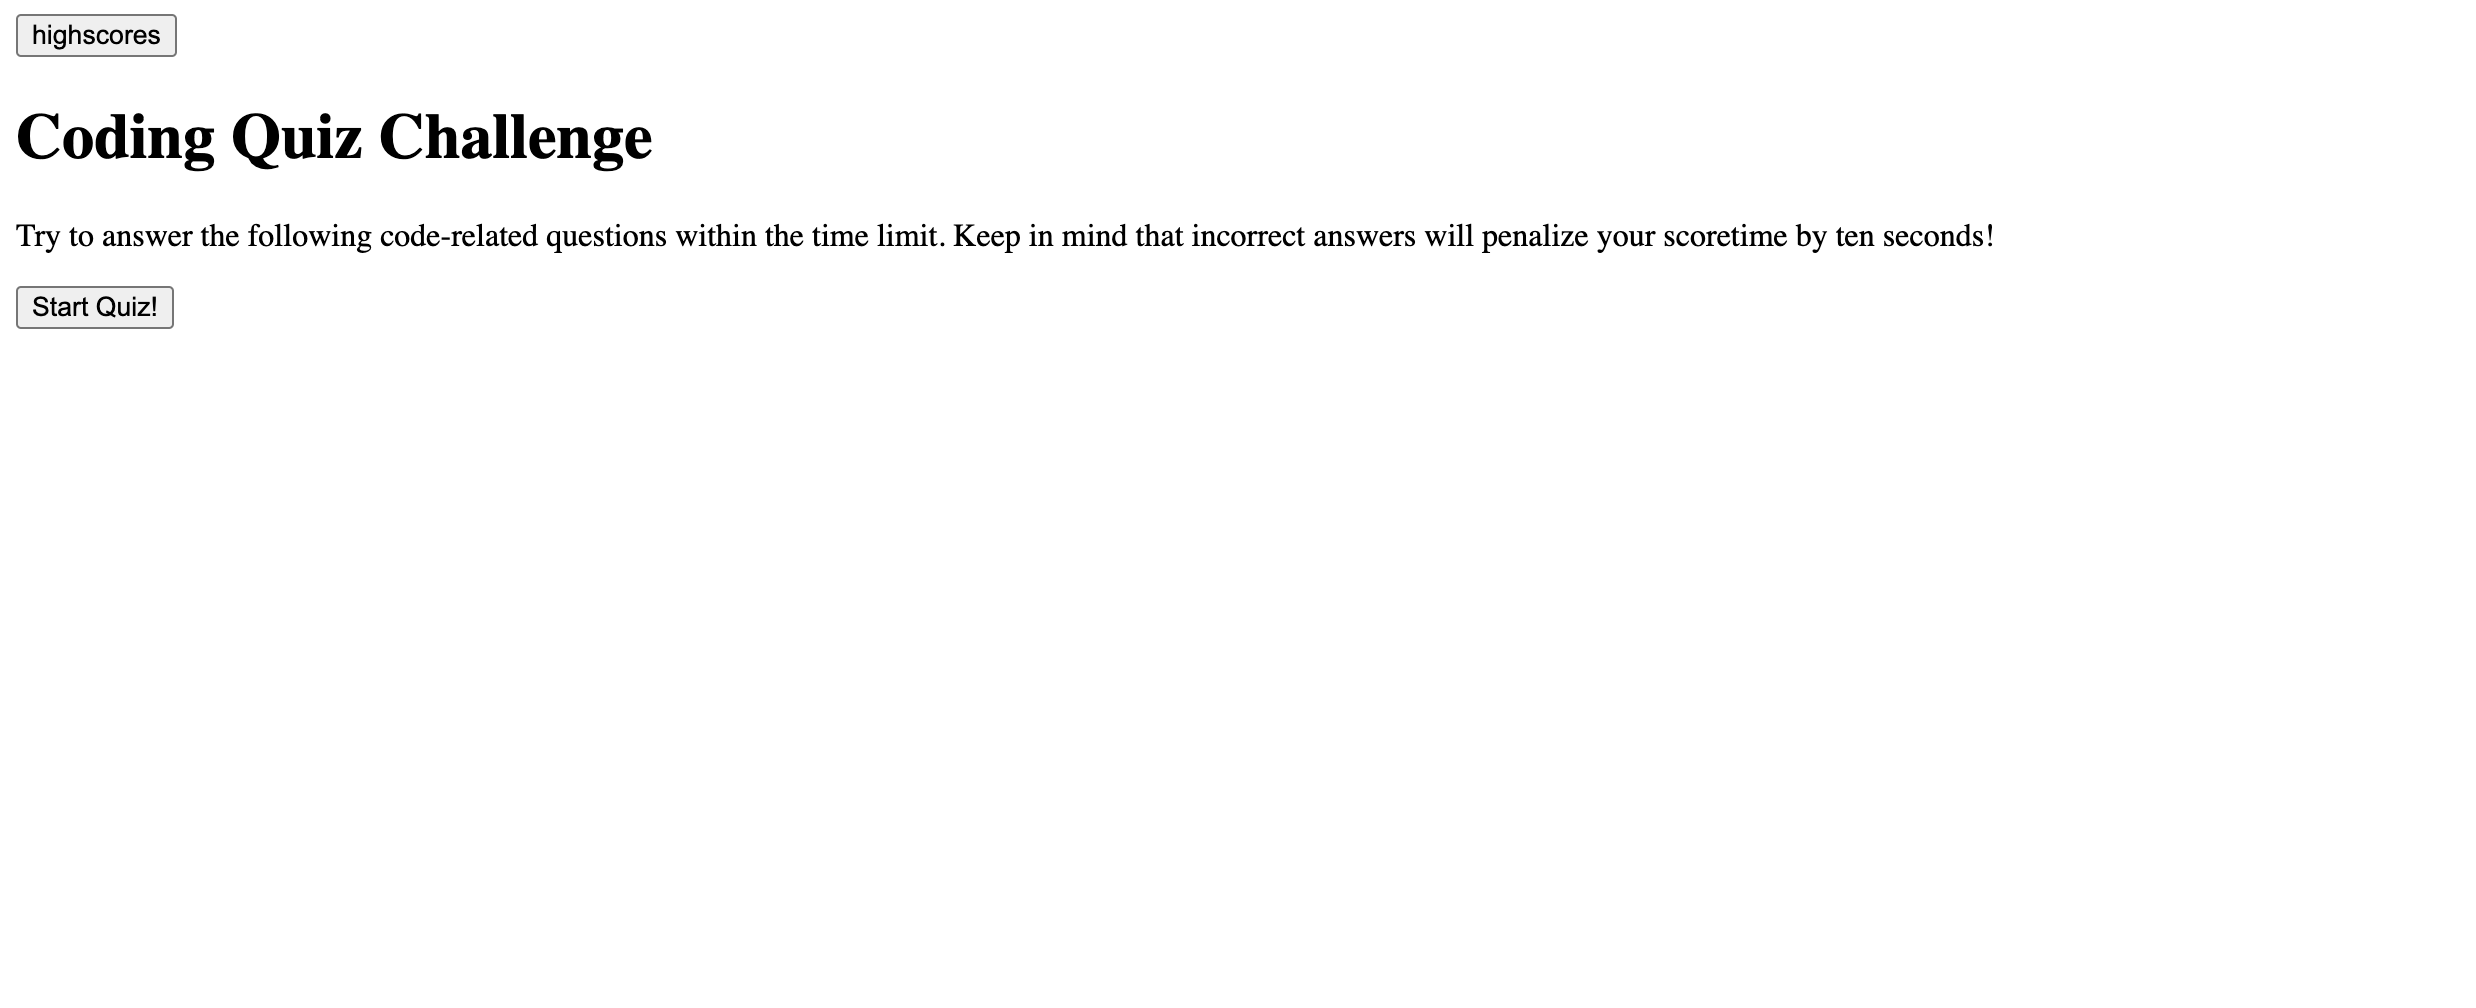 highscores
Coding Quiz Challenge
Try to answer the following code-related questions within the time limit. Keep in mind that incorrect answers will penalize your scoretime by ten seconds!
Start Quiz!